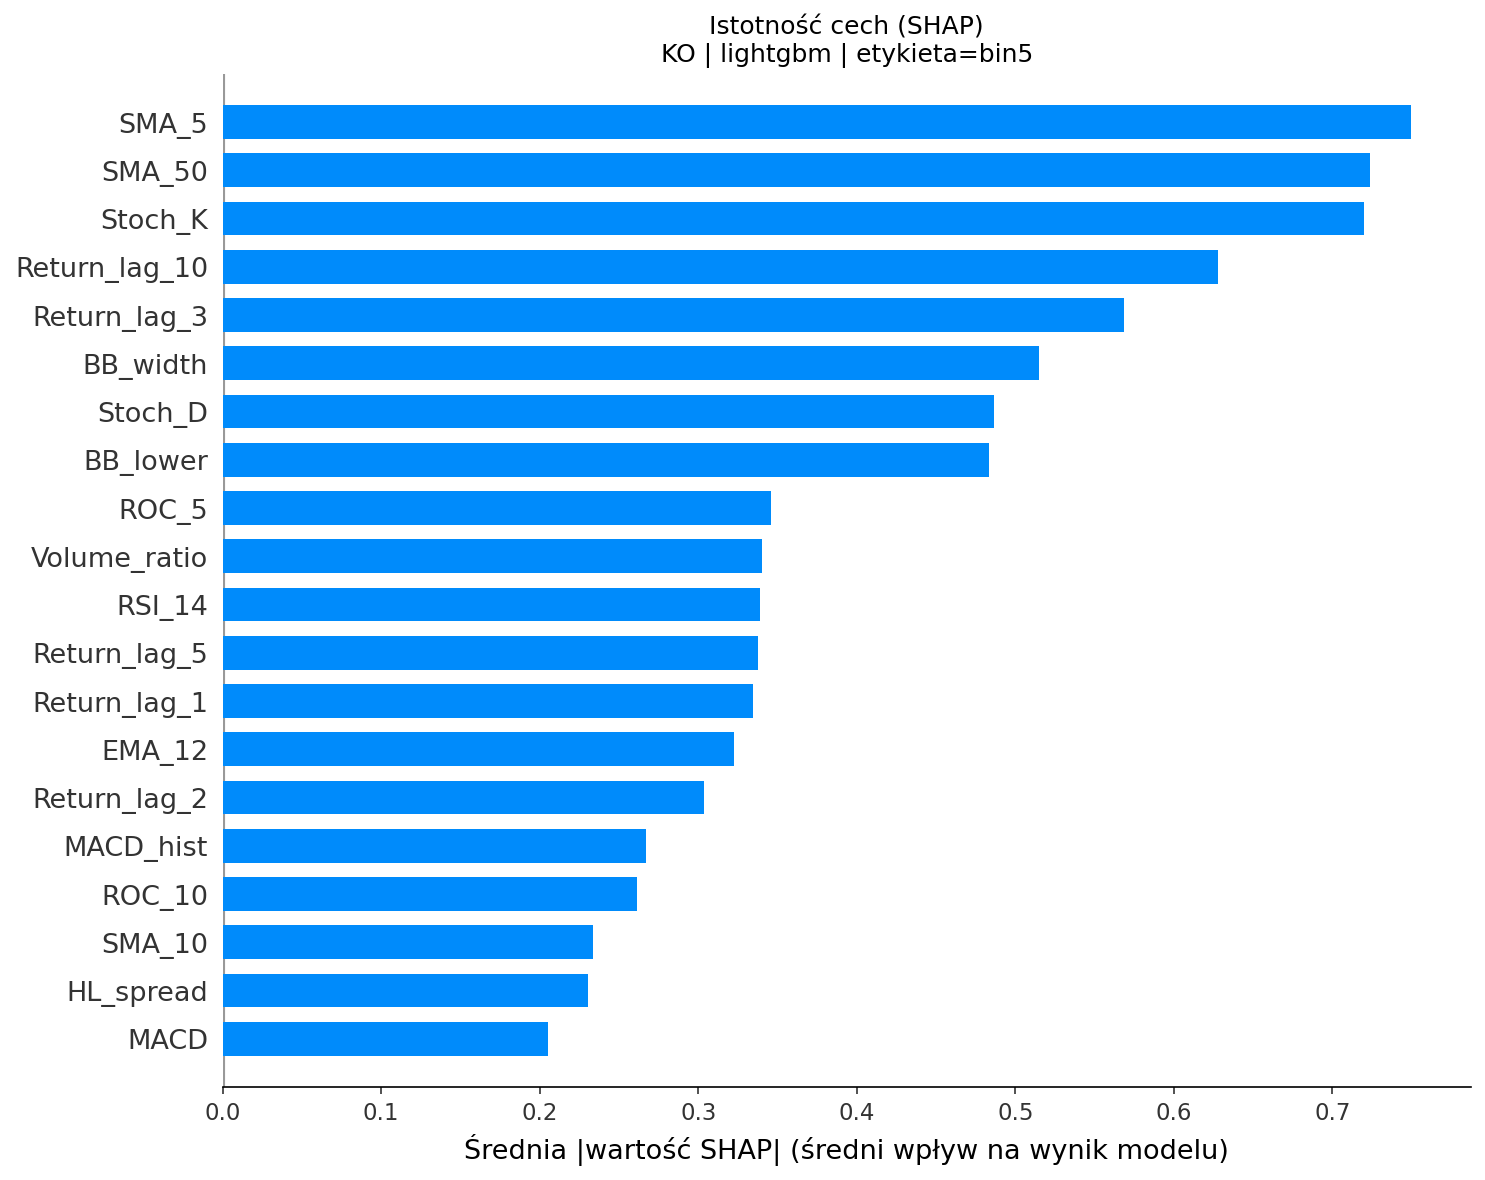 Istotność cech (SHAP)
KO | lightgbm | etykieta=bin5
SMA_5
SMA_50
Stoch_K
Return_lag_10
Return_lag_3
BB_width
Stoch_D
BB_lower
ROC_5
Volume_ratio
RSI_14
Return_lag_5
Return_lag_1
EMA_12
Return_lag_2
MACD_hist
ROC_10
SMA_10
HL_spread
MACD
0.0 0.1 0.2 0.3 0.4 0.5 0.6 0.7
Średnia |wartość SHAP| (średni wpływ na wynik modelu)